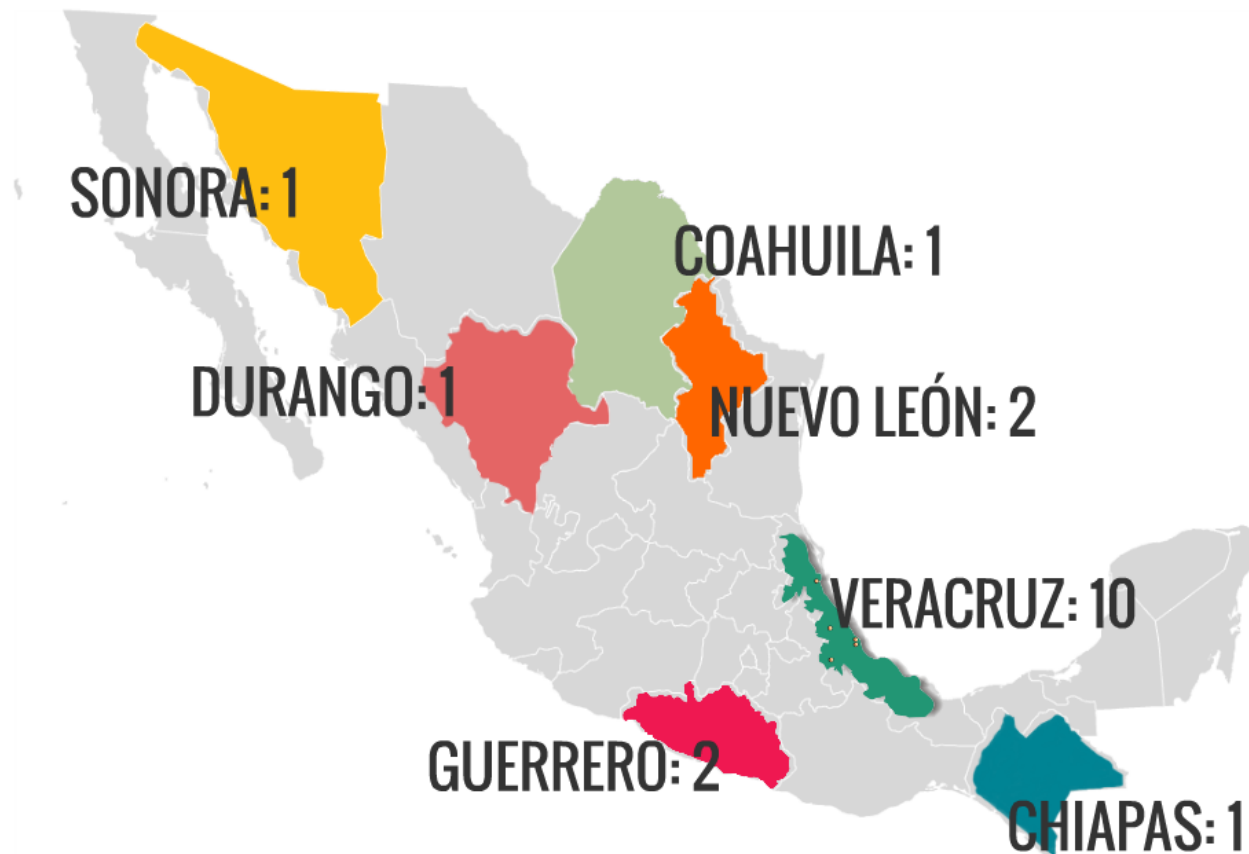 SONORA: 1
COAHUILA: 1
DURANGO: 1
NUEVO LEÓN: 2
VERACRUZ: 10
GUERRERO: 2
CHIAPAS: 1